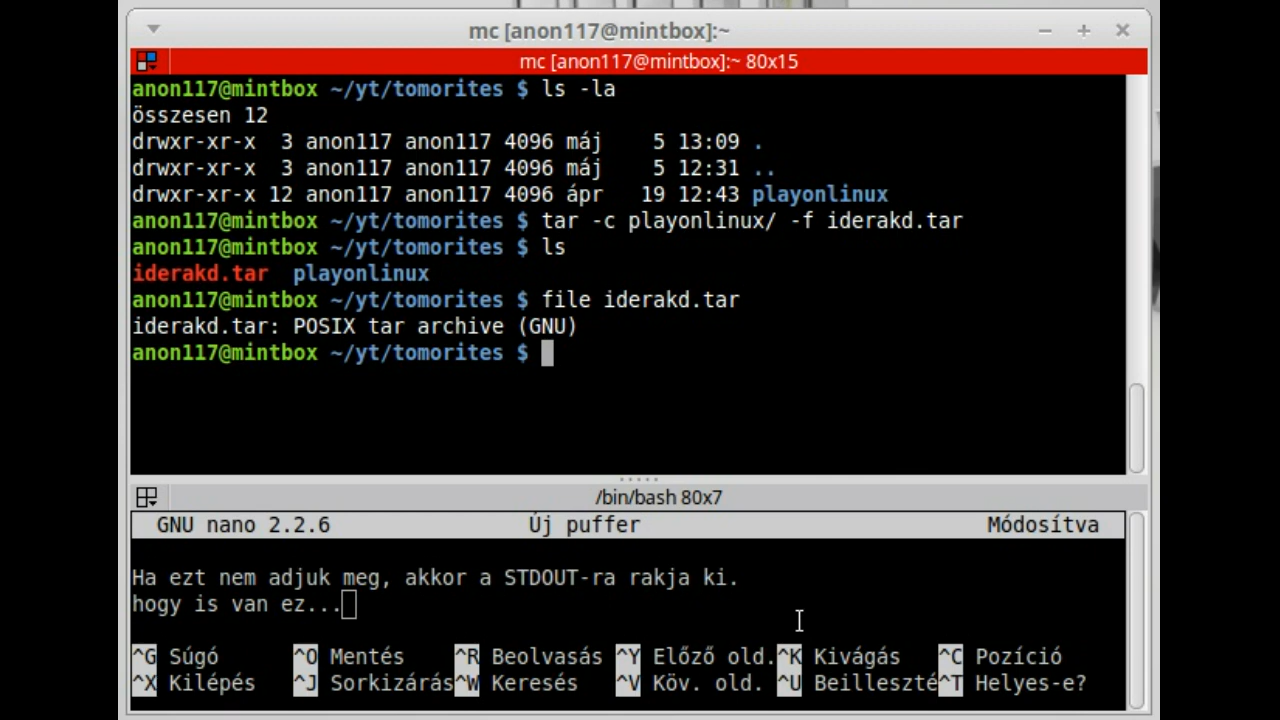 mc [anon117@mintbox]:~
mc [anon117@mintbox]:~ 80x15
anon117@mintbox ~/yt/tomorites $ ls -la
összesen 12
drwxr-xr-x  3 anon117 anon117 4096 máj    5 13:09 .
drwxr-xr-x  3 anon117 anon117 4096 máj    5 12:31 ..
drwxr-xr-x 12 anon117 anon117 4096 ápr   19 12:43 playonlinux
anon117@mintbox ~/yt/tomorites $ tar -c playonlinux/ -f iderakd.tar
anon117@mintbox ~/yt/tomorites $ ls
iderakd.tar  playonlinux
anon117@mintbox ~/yt/tomorites $ file iderakd.tar
iderakd.tar: POSIX tar archive (GNU)
anon117@mintbox ~/yt/tomorites $
/bin/bash 80x7
GNU nano 2.2.6 Új puffer Módosítva
Ha ezt nem adjuk meg, akkor a STDOUT-ra rakja ki.
hogy is van ez...
^G Súgó ^O Mentés ^R Beolvasás ^Y Előző old. ^K Kivágás ^C Pozíció
^X Kilépés ^J Sorkizárás ^W Keresés ^V Köv. old. ^U Beilleszté ^T Helyes-e?